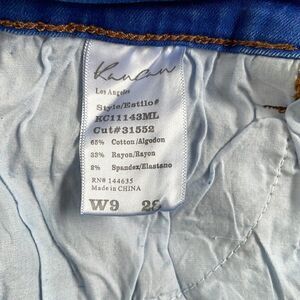 Kancan
Los Angeles
Style/Estilo#
KC11143ML
Cut#31552
65% Cotton/Algodon
33% Rayon/Rayon
2% Spandex/Elastano
RN# 144635
Made in CHINA
W9 28